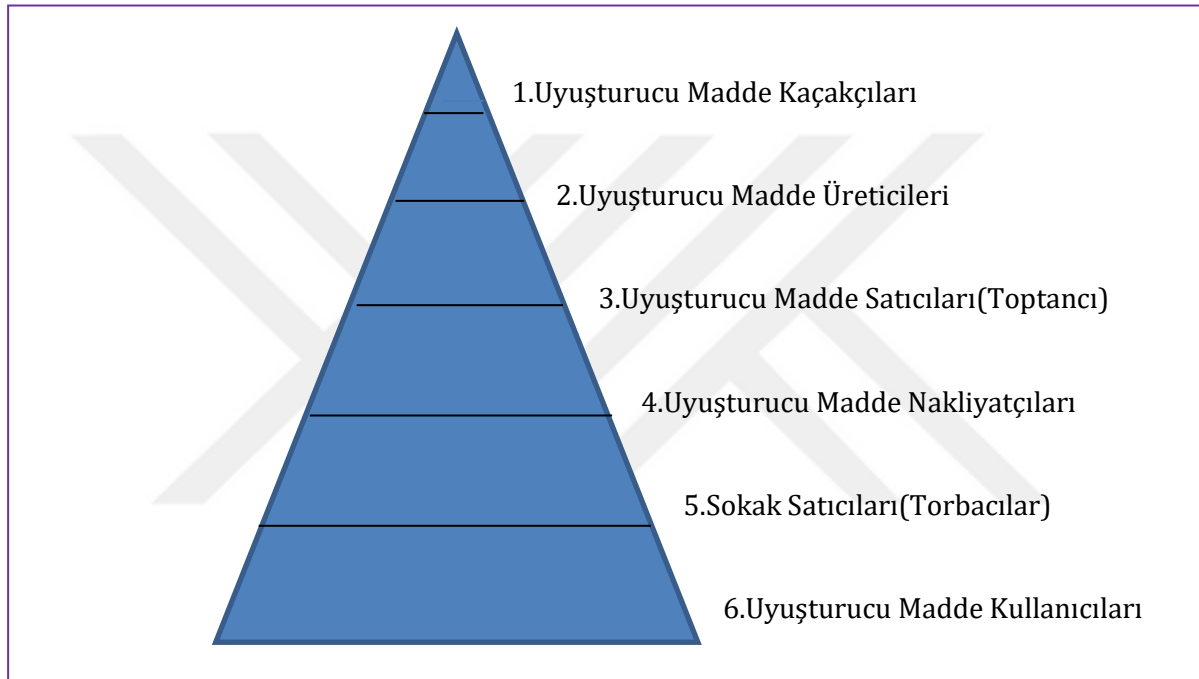 1.Uyuşturucu Madde Kaçakçıları
2.Uyuşturucu Madde Üreticileri
3.Uyuşturucu Madde Satıcıları(Toptancı)
4.Uyuşturucu Madde Nakliyatçıları
5.Sokak Satıcıları(Torbacılar)
6.Uyuşturucu Madde Kullanıcıları